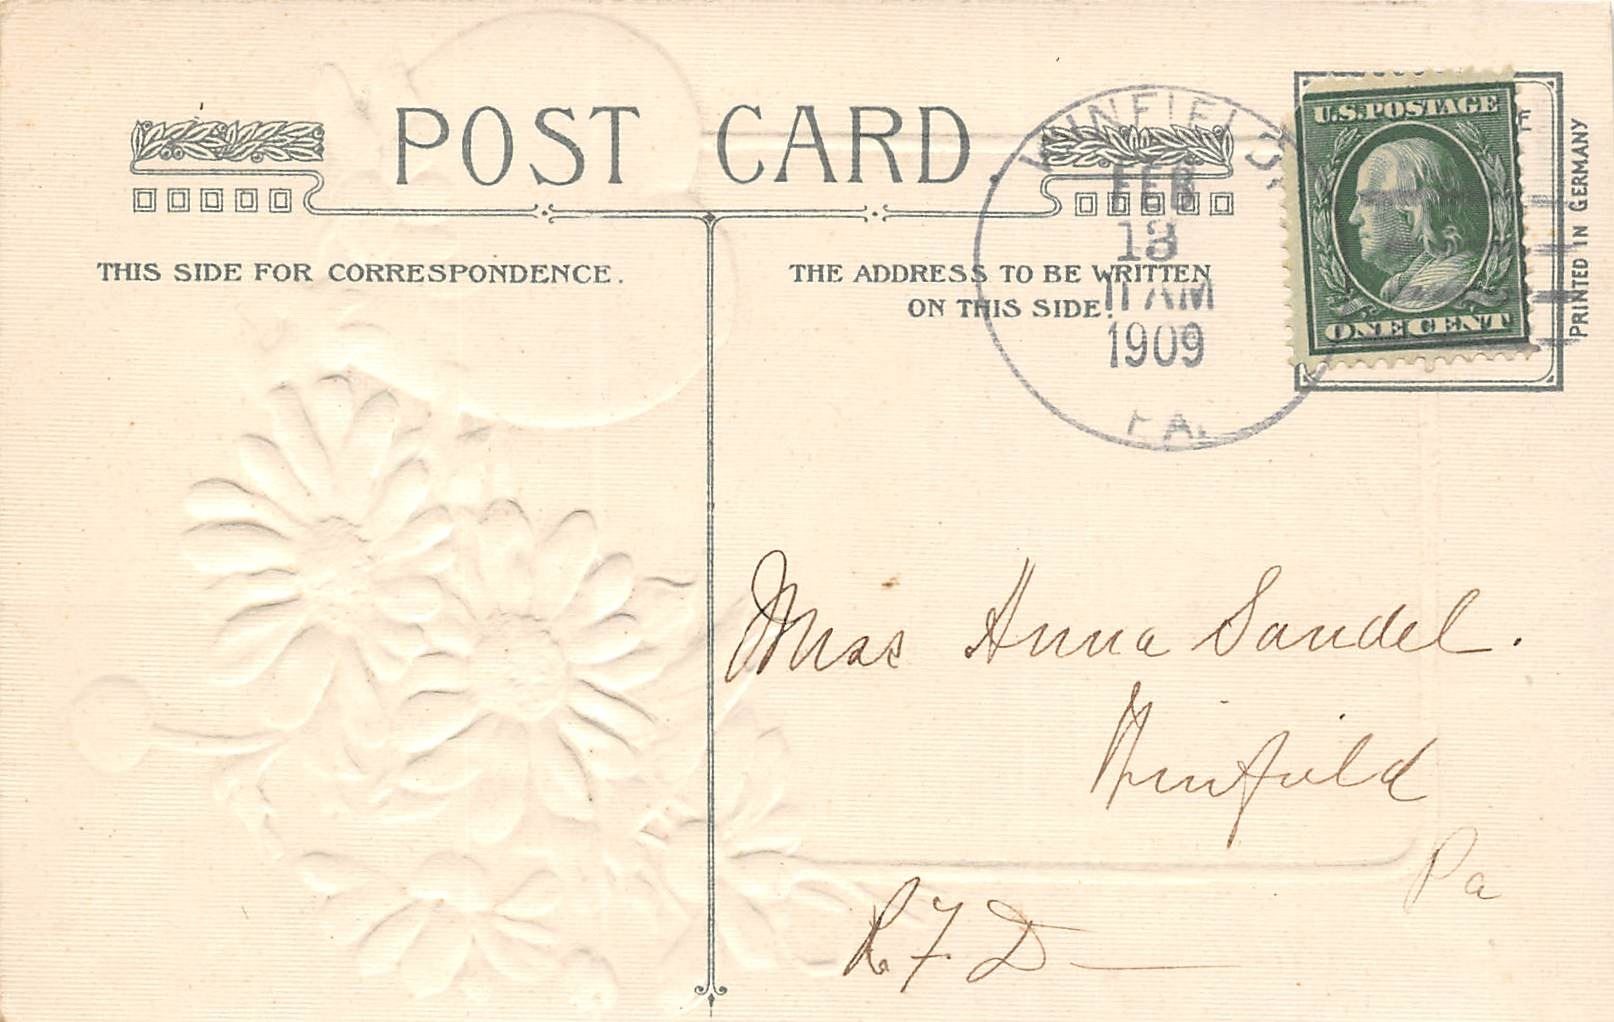 POST CARD
THIS SIDE FOR CORRESPONDENCE.
THE ADDRESS TO BE WRITTEN
ON THIS SIDE.
WINFIELD,
FEB
13
11 AM
1909
PA.
U.S. POSTAGE
ONE CENT
PRINTED IN GERMANY
Miss Anna Sandel.
Winfield
Pa
R.F.D